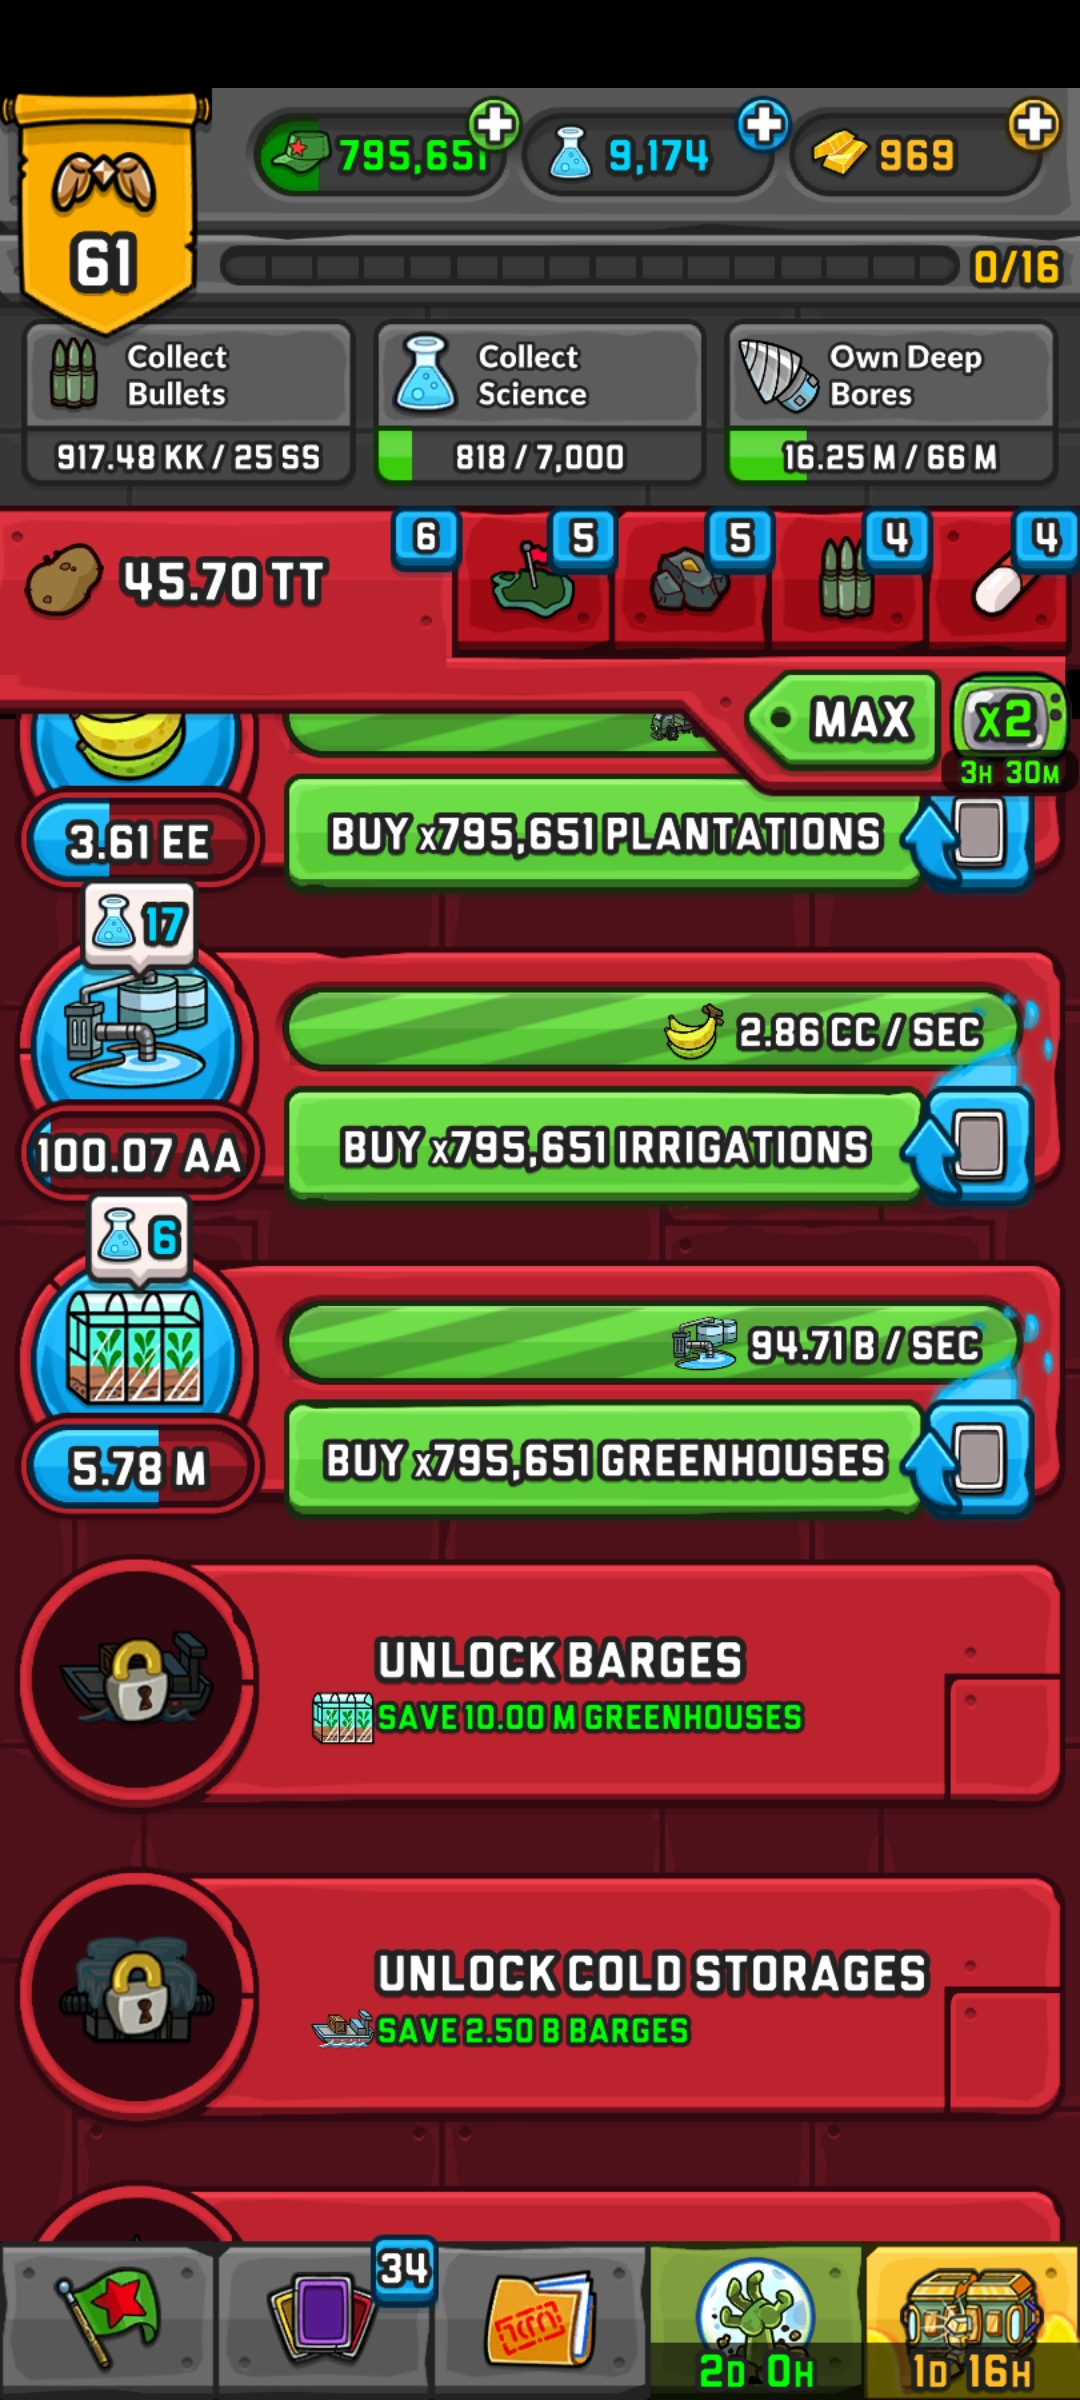 795,651
9,174
969
61
0/16
Collect
Bullets
917.48 KK / 25 SS
Collect
Science
818 / 7,000
Own Deep
Bores
16.25 M / 66 M
45.70 TT
6
5
5
4
4
MAX
x2
3H 30M
3.61 EE
BUY x795,651 PLANTATIONS
17
2.86 CC / SEC
100.07 AA
BUY x795,651 IRRIGATIONS
6
94.71 B / SEC
5.78 M
BUY x795,651 GREENHOUSES
UNLOCK BARGES
SAVE 10.00 M GREENHOUSES
UNLOCK COLD STORAGES
SAVE 2.50 B BARGES
34
2D 0H
1D 16H